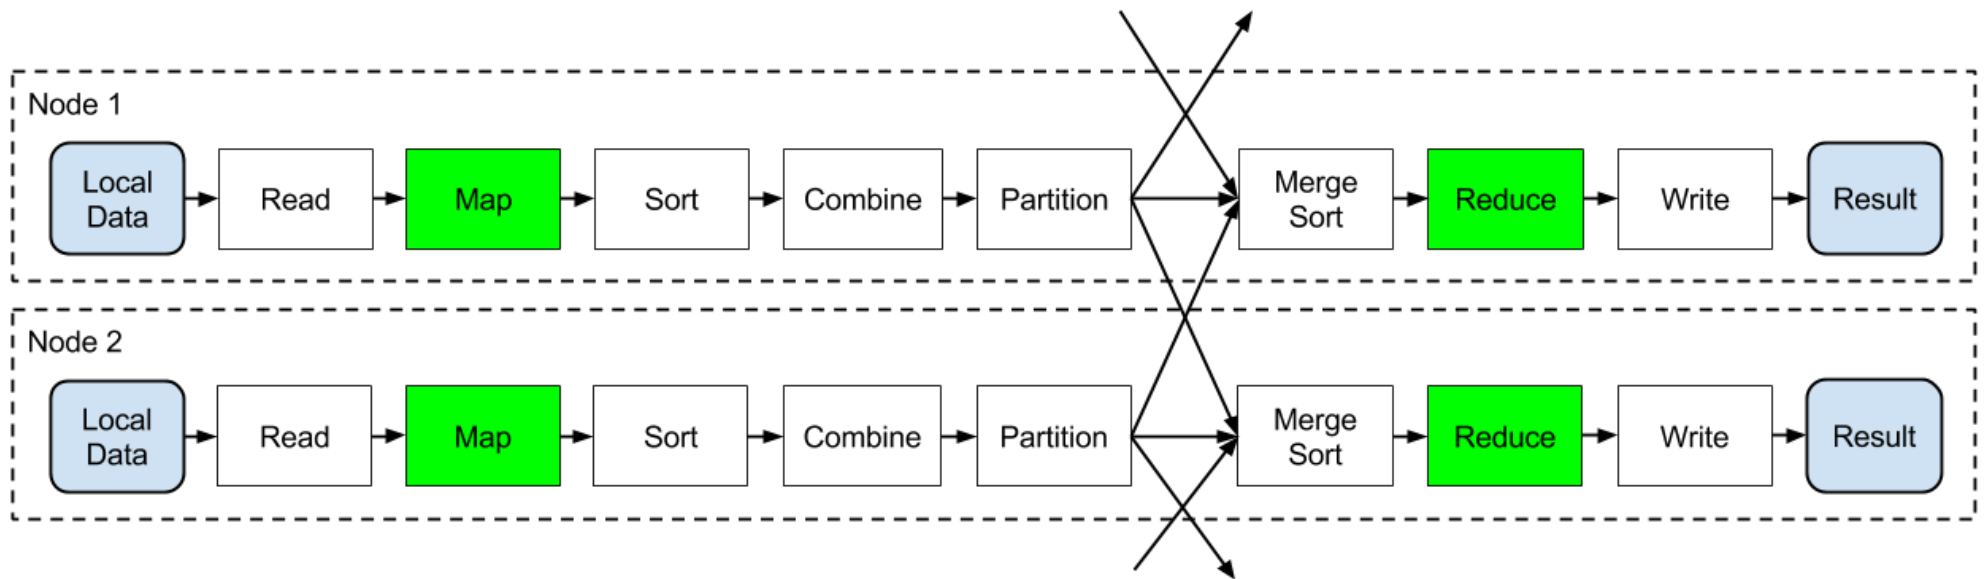 Node 1
Local
Data
Read
Map
Sort
Combine
Partition
Merge
Sort
Reduce
Write
Result
Node 2
Local
Data
Read
Map
Sort
Combine
Partition
Merge
Sort
Reduce
Write
Result